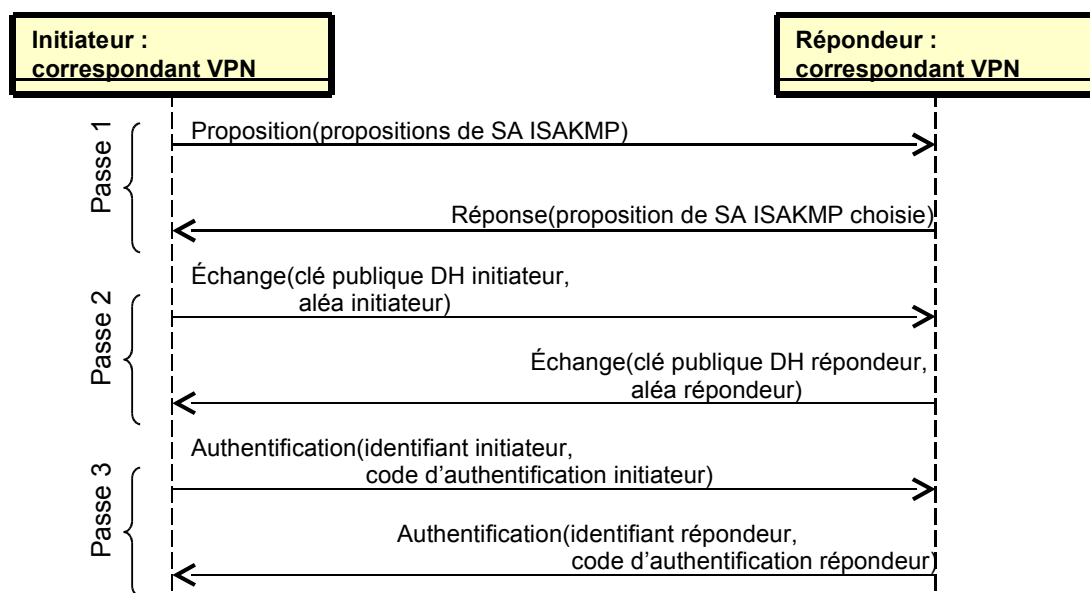 Initiateur :
correspondant VPN
Répondeur :
correspondant VPN
Passe 1
Proposition(propositions de SA ISAKMP)
Réponse(proposition de SA ISAKMP choisie)
Passe 2
Échange(clé publique DH initiateur,
aléa initiateur)
Échange(clé publique DH répondeur,
aléa répondeur)
Passe 3
Authentification(identifiant initiateur,
code d’authentification initiateur)
Authentification(identifiant répondeur,
code d’authentification répondeur)